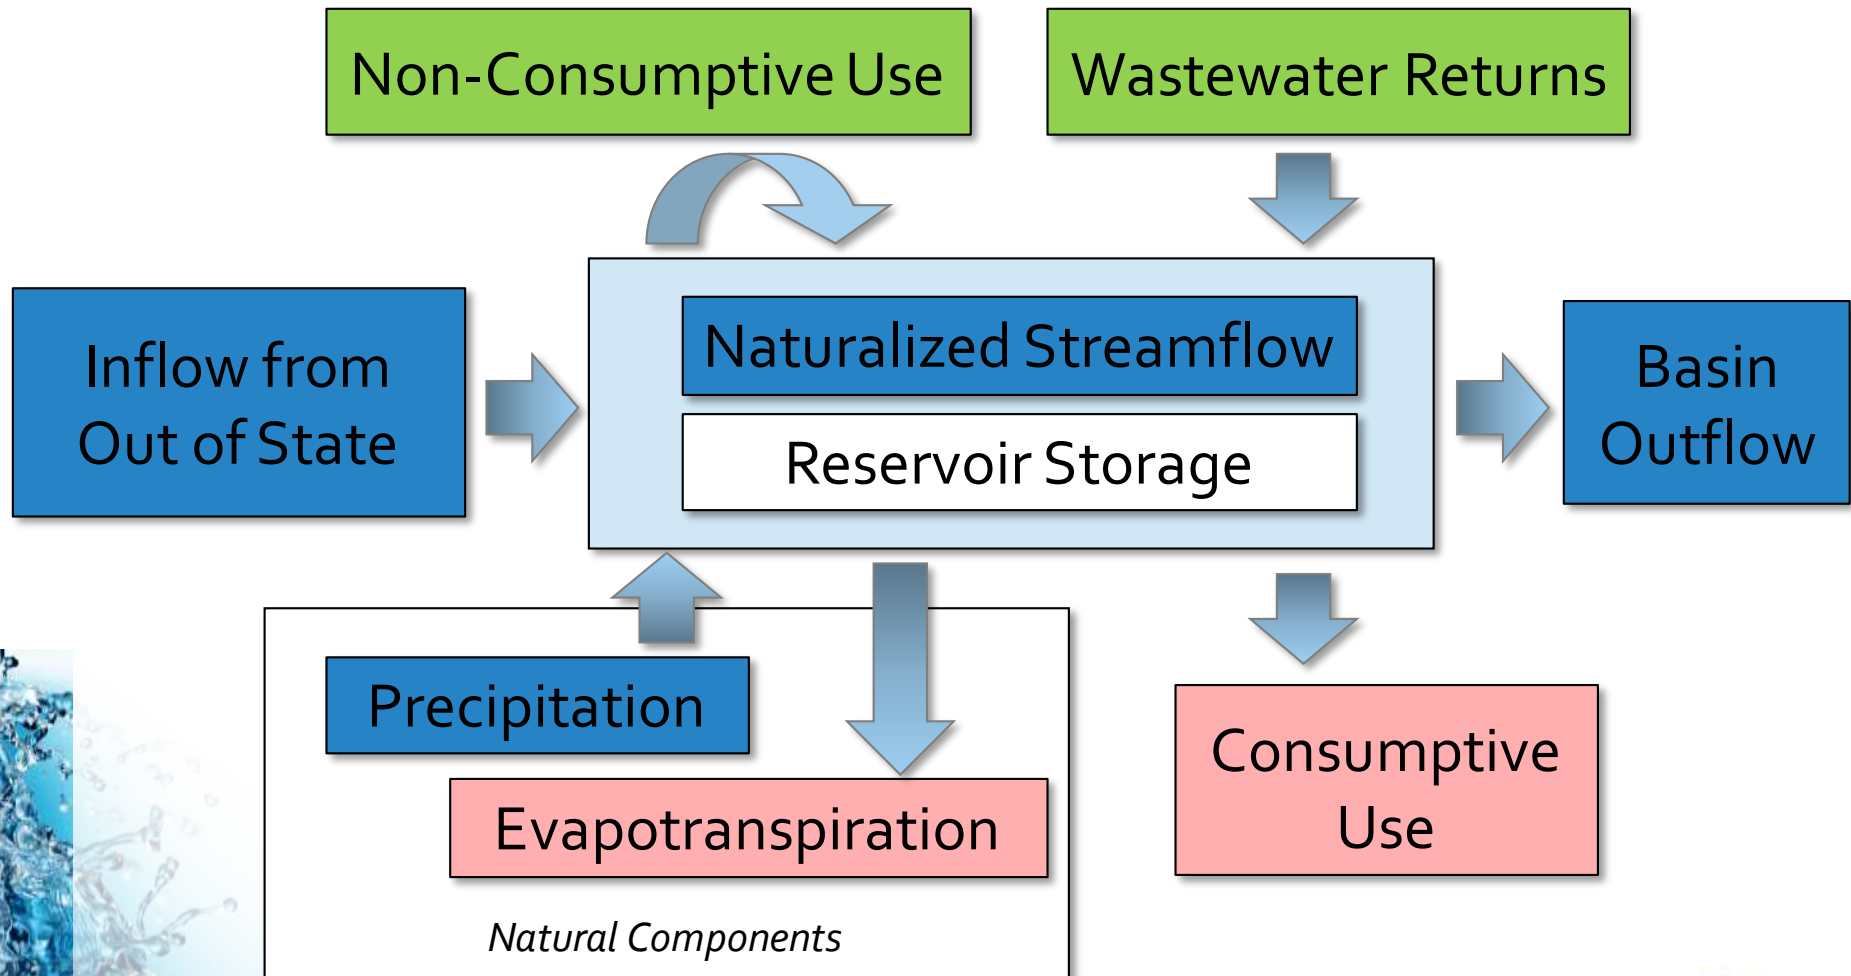 Non-Consumptive Use
Wastewater Returns
Inflow from
Out of State
Naturalized Streamflow
Reservoir Storage
Basin
Outflow
Precipitation
Evapotranspiration
Natural Components
Consumptive
Use